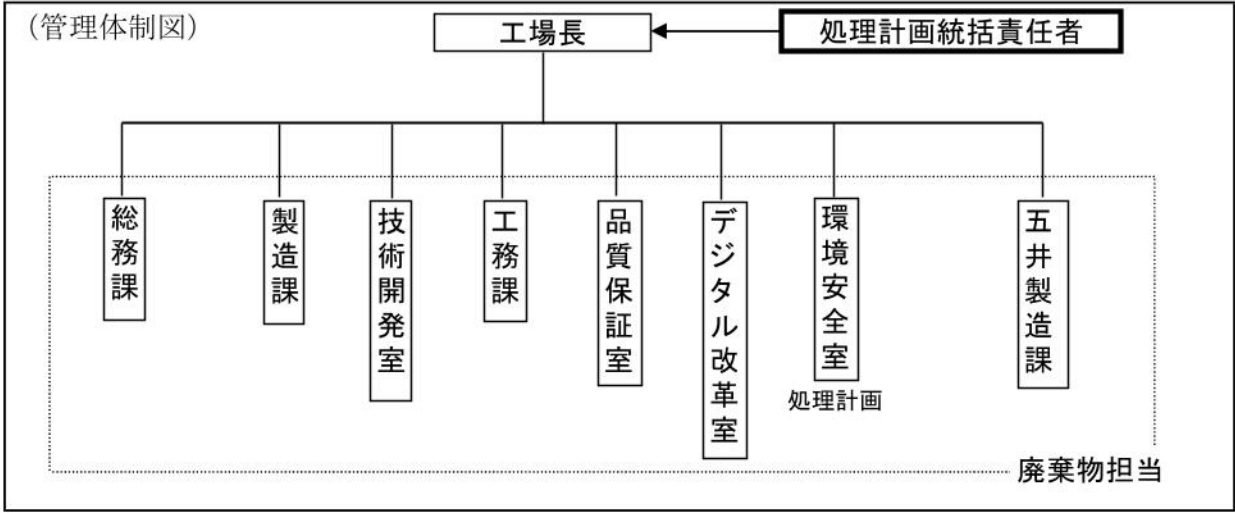 （管理体制図）
工場長
処理計画統括責任者
総務課
製造課
技術開発室
工務課
品質保証室
デジタル改革室
環境安全室
処理計画
五井製造課
廃棄物担当